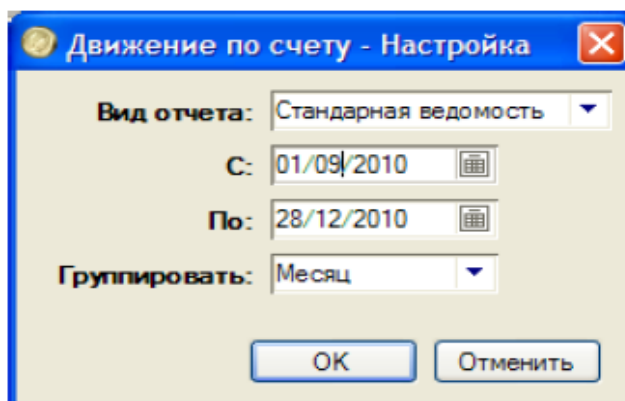 Движение по счету - Настройка
Вид отчета: Стандарная ведомость
С: 01/09/2010
По: 28/12/2010
Группировать: Месяц
OK Отменить